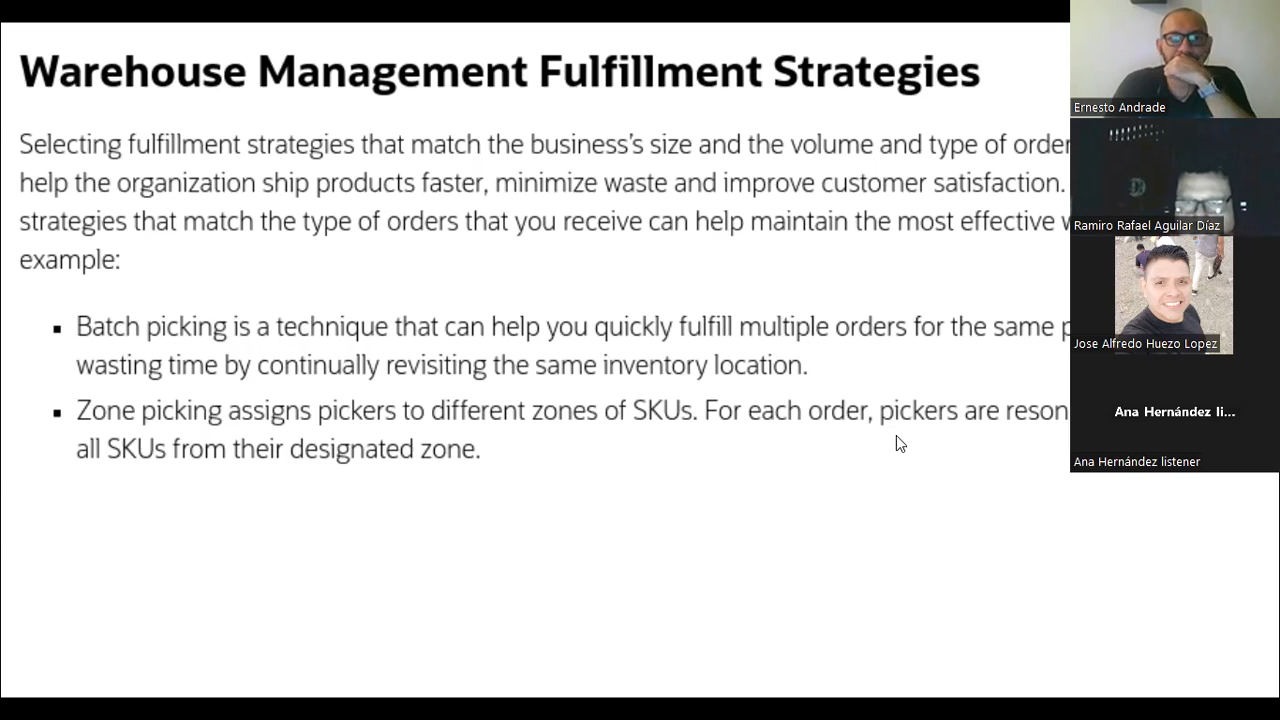 Warehouse Management Fulfillment Strategies
Selecting fulfillment strategies that match the business's size and the volume and type of order
help the organization ship products faster, minimize waste and improve customer satisfaction.
strategies that match the type of orders that you receive can help maintain the most effective
example:
▪ Batch picking is a technique that can help you quickly fulfill multiple orders for the same
wasting time by continually revisiting the same inventory location.
▪ Zone picking assigns pickers to different zones of SKUs. For each order, pickers are reson
all SKUs from their designated zone.
Ernesto Andrade
Ramiro Rafael Aguilar Díaz
Jose Alfredo Huezo Lopez
Ana Hernández li...
Ana Hernández listener